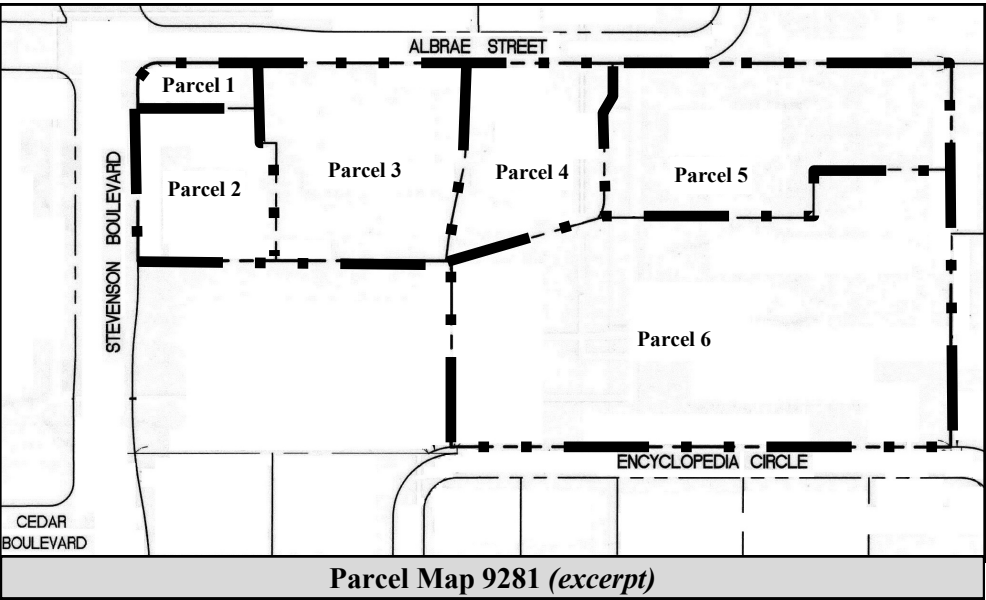 ALBRAE STREET
Parcel 1
STEVENSON BOULEVARD
Parcel 2
Parcel 3
Parcel 4
Parcel 5
Parcel 6
ENCYCLOPEDIA CIRCLE
CEDAR
BOULEVARD
Parcel Map 9281 (excerpt)